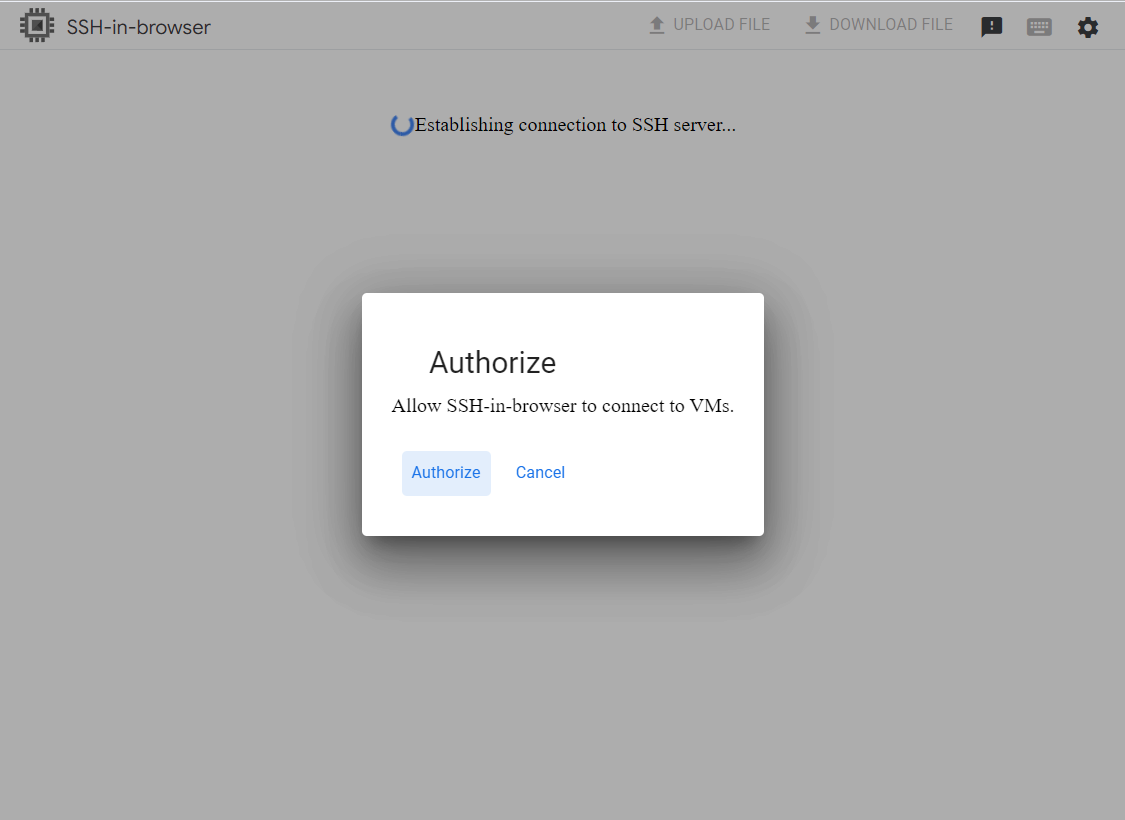 SSH-in-browser
UPLOAD FILE
DOWNLOAD FILE
Establishing connection to SSH server...
Authorize
Allow SSH-in-browser to connect to VMs.
Authorize
Cancel